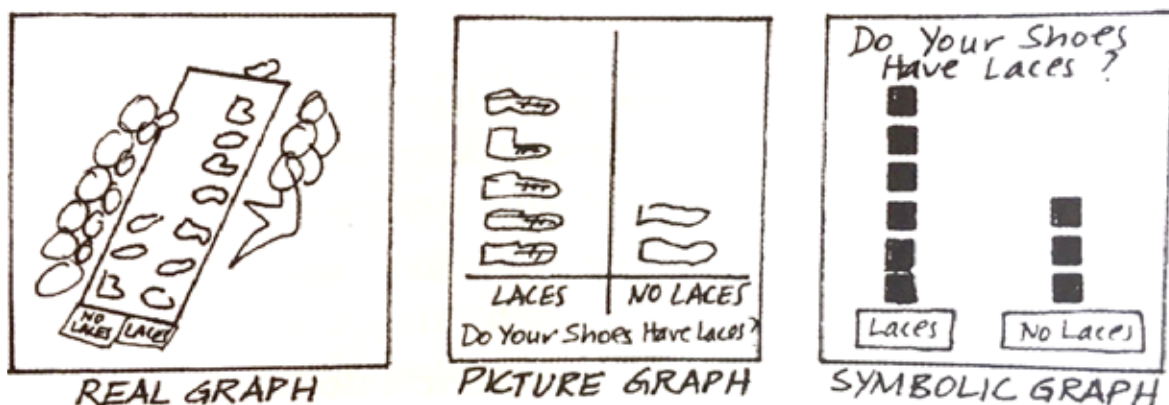 NO
LACES
LACES
REAL GRAPH
LACES
NO LACES
Do Your Shoes Have Laces?
PICTURE GRAPH
Do Your Shoes
Have Laces?
Laces
No Laces
SYMBOLIC GRAPH